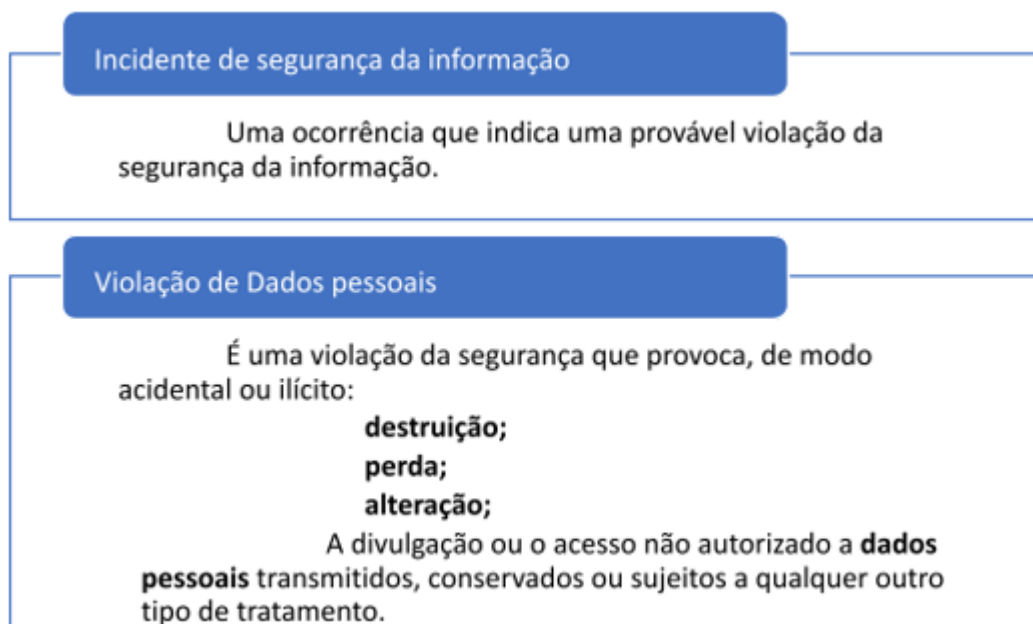 Incidente de segurança da informação
Uma ocorrência que indica uma provável violação da
segurança da informação.
Violação de Dados pessoais
É uma violação da segurança que provoca, de modo
acidental ou ilícito:
destruição;
perda;
alteração;
A divulgação ou o acesso não autorizado a dados
pessoais transmitidos, conservados ou sujeitos a qualquer outro
tipo de tratamento.